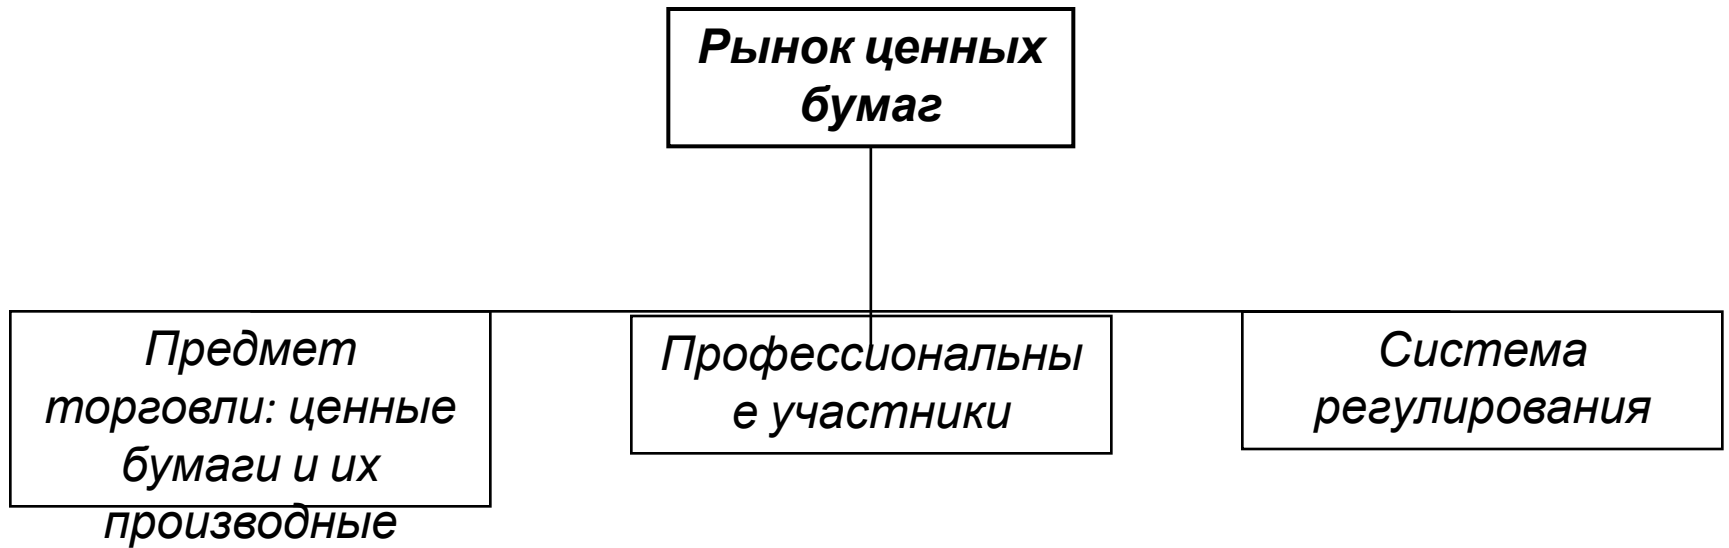 Рынок ценных
бумаг
Предмет
торговли: ценные
бумаги и их
производные
Профессиональны
е участники
Система
регулирования